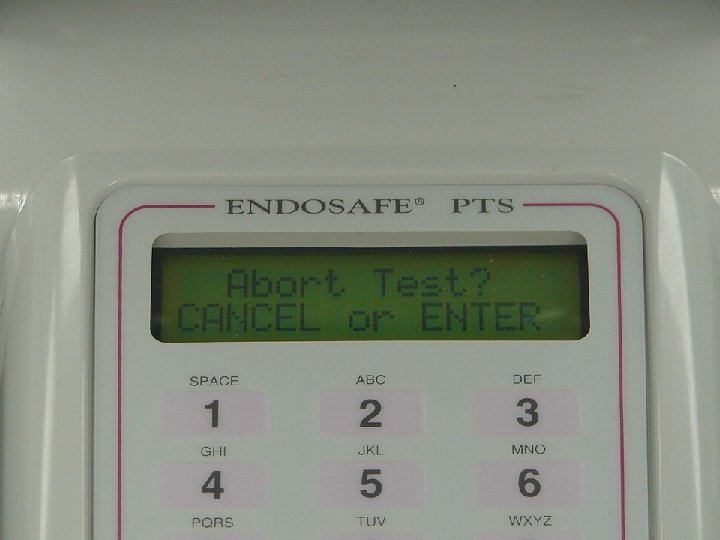 ENDOSAFE® PTS
Abort Test?
CANCEL or ENTER
SPACE ABC DEF
1 2 3
GHI JKL MNO
4 5 6
PQRS TUV WXYZ